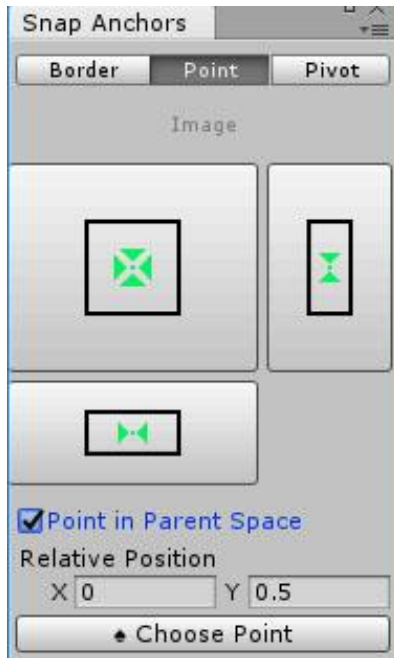 Snap Anchors
Border Point Pivot
Image
Point in Parent Space
Relative Position
X 0 Y 0.5
♠ Choose Point